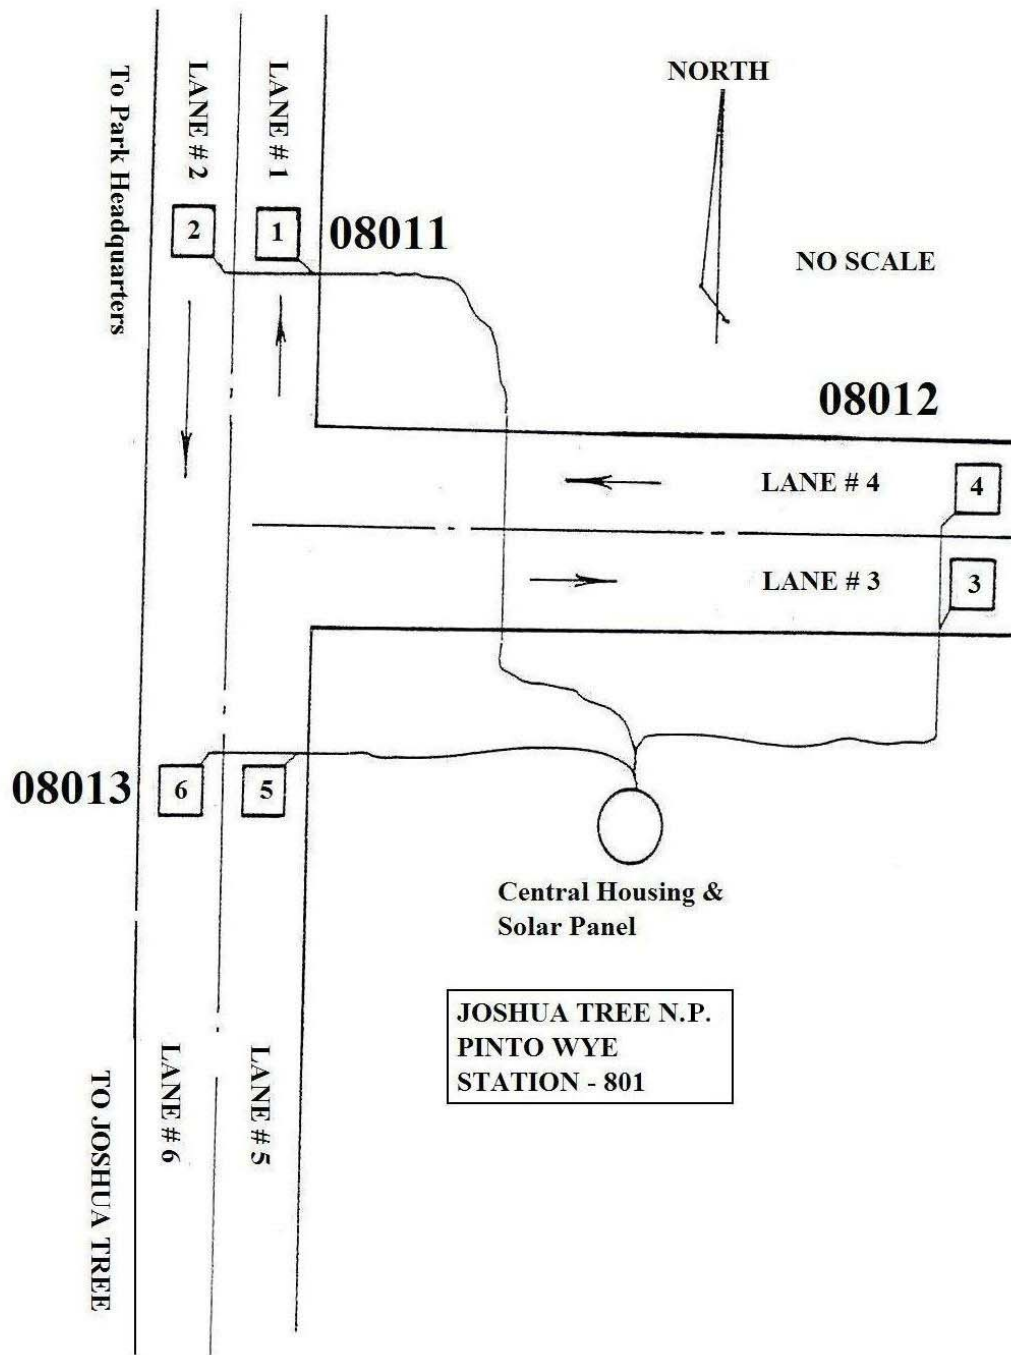 NORTH
NO SCALE
To Park Headquarters
LANE # 2
LANE # 1
2
1
08011
08012
LANE # 4
4
LANE # 3
3
08013
6
5
Central Housing &
Solar Panel
JOSHUA TREE N.P.
PINTO WYE
STATION - 801
TO JOSHUA TREE
LANE # 6
LANE # 5